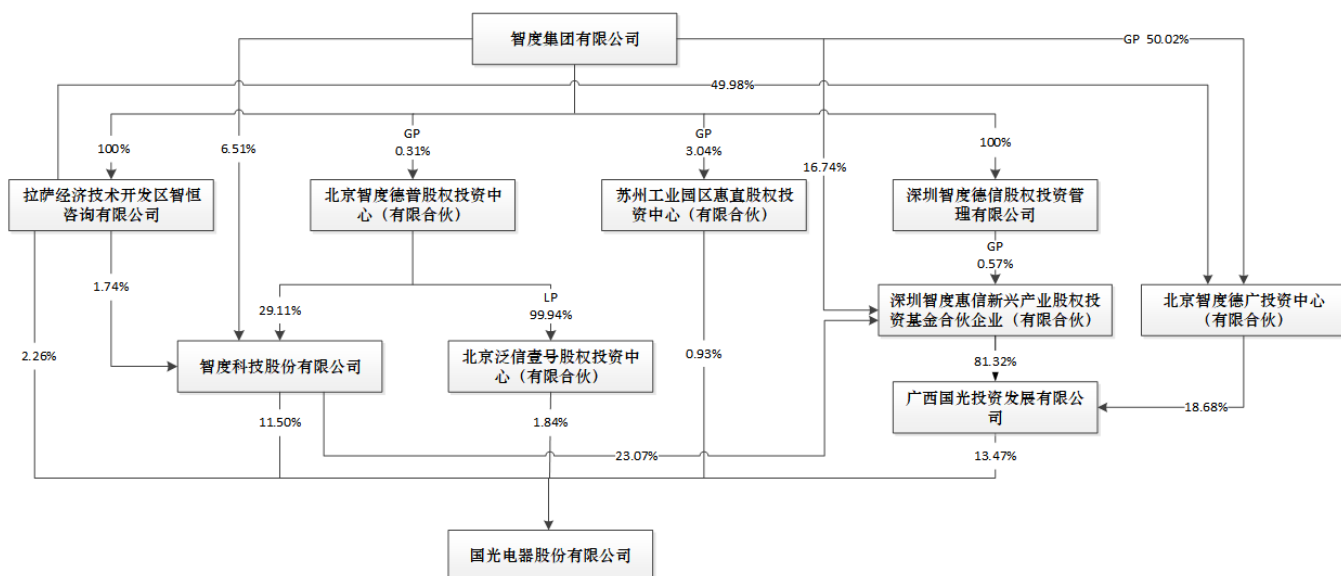 智度集团有限公司
GP 50.02%
49.98%
100%
6.51%
GP
0.31%
GP
3.04%
16.74%
100%
拉萨经济技术开发区智恒
咨询有限公司
北京智度德普股权投资中
心（有限合伙）
苏州工业园区惠真股权投
资中心（有限合伙）
深圳智度德信股权投资管
理有限公司
GP
0.57%
1.74%
29.11%
LP
99.94%
深圳智度惠信新兴产业股权投
资基金合伙企业（有限合伙）
北京智度德广投资中心
（有限合伙）
2.26%
智度科技股份有限公司
北京泛信壹号股权投资中
心（有限合伙）
0.93%
81.32%
广西国光投资发展有限公
司
18.68%
11.50%
1.84%
23.07%
13.47%
国光电器股份有限公司